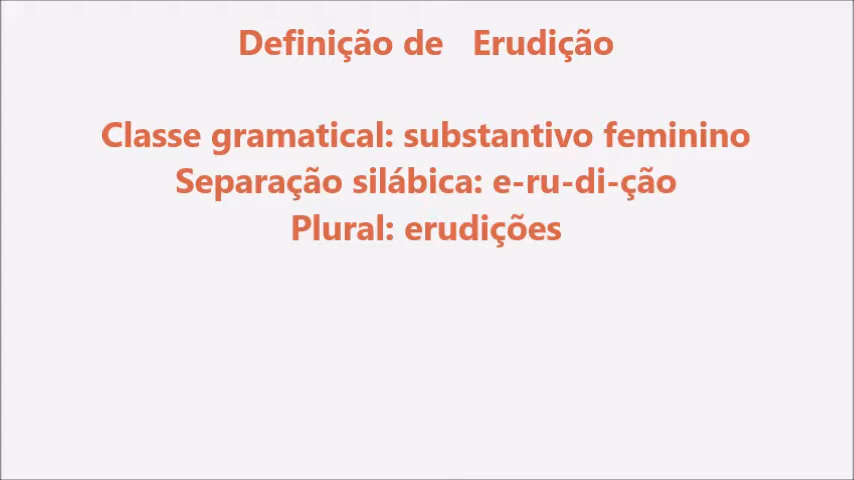 Definição de Erudição
Classe gramatical: substantivo feminino
Separação silábica: e-ru-di-ção
Plural: erudições